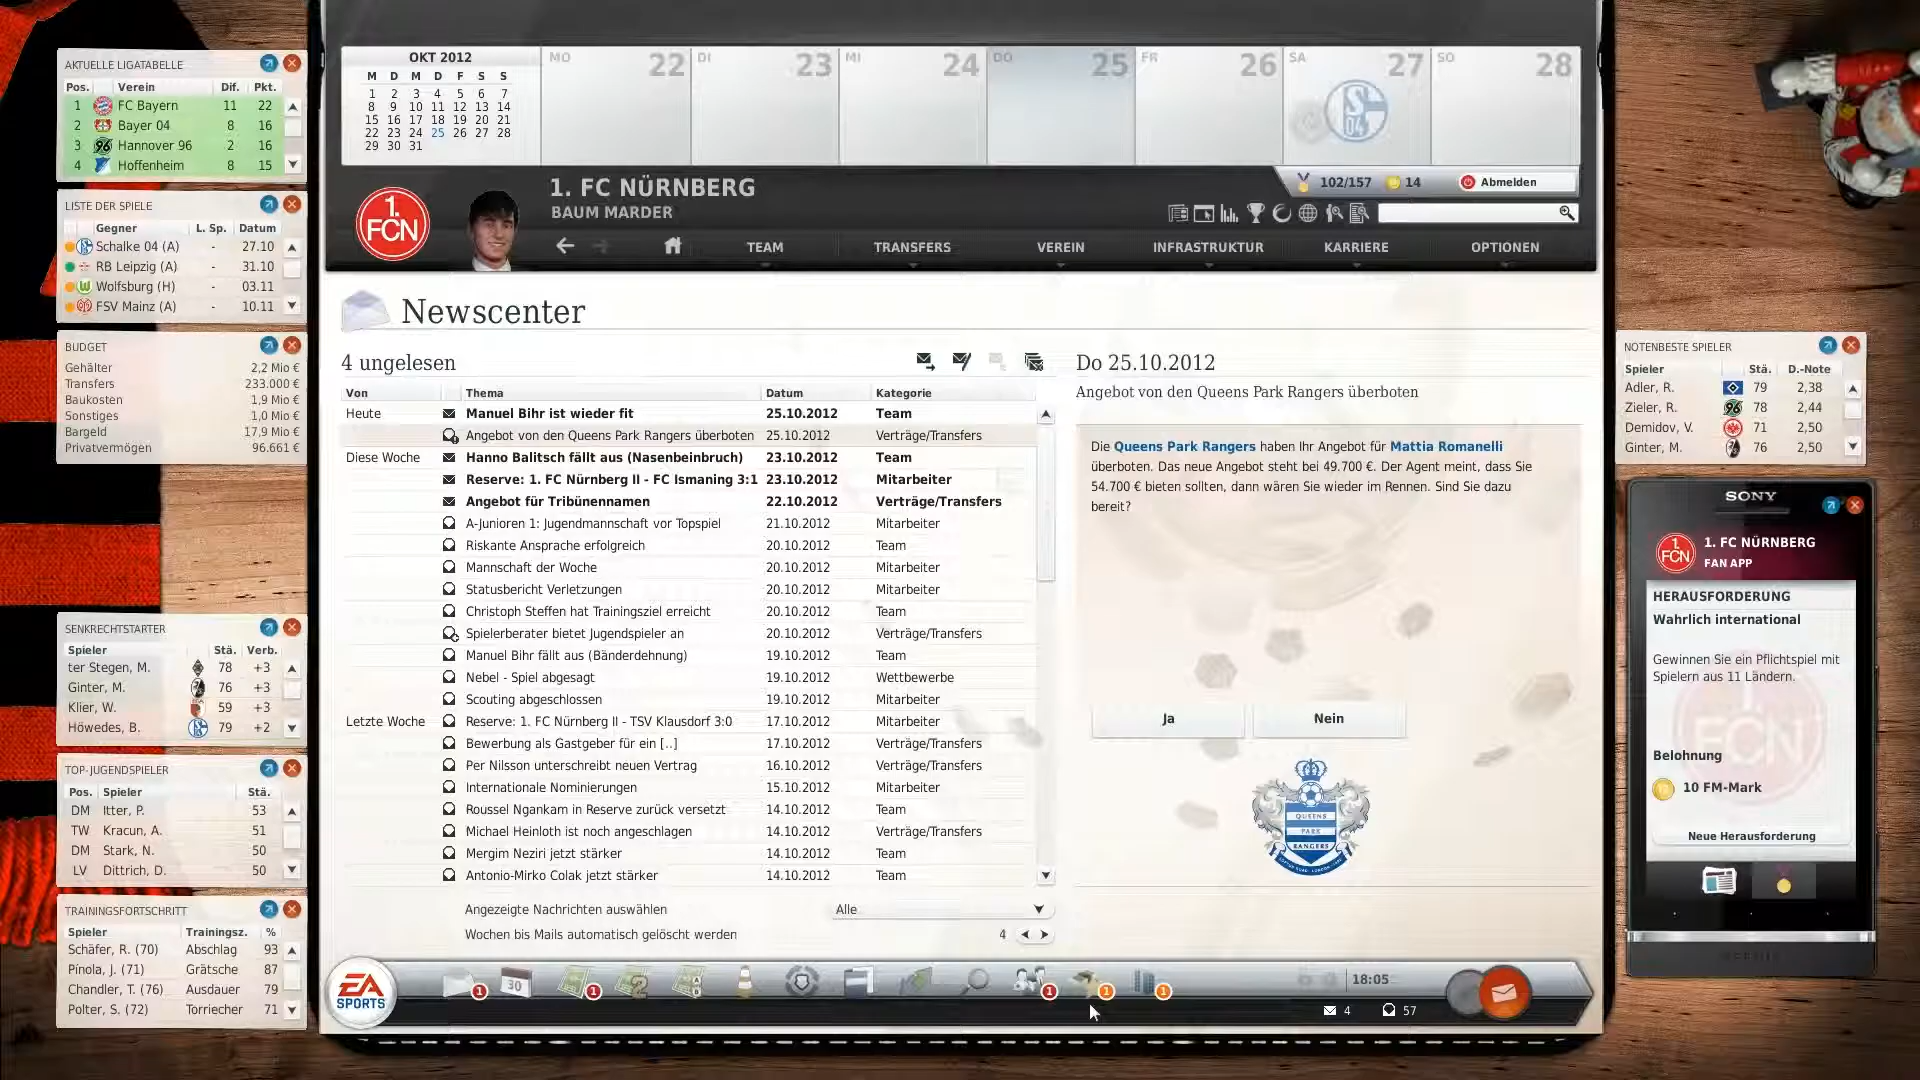 AKTUELLE LIGATABELLE
Pos. Verein Dif. Pkt.
1 FC Bayern 11 22
2 Bayer 04 8 16
3 Hannover 96 2 16
4 Hoffenheim 8 15
LISTE DER SPIELE
Gegner L. Sp. Datum
Schalke 04 (A) - 27.10
RB Leipzig (A) - 31.10
Wolfsburg (H) - 03.11
FSV Mainz (A) - 10.11
BUDGET
Gehälter 2,2 Mio €
Transfers 233.000 €
Baukosten 1,9 Mio €
Sonstiges 1,0 Mio €
Bargeld 17,9 Mio €
Privatvermögen 96.661 €
SENKRECHTSTARTER
Spieler Stä. Verb.
ter Stegen, M. 78 +3
Ginter, M. 76 +3
Klier, W. 59 +3
Höwedes, B. 79 +2
TOP-JUGENDSPIELER
Pos. Spieler Stä.
DM Itter, P. 53
TW Kracun, A. 51
DM Stark, N. 50
LV Dittrich, D. 50
TRAININGSFORTSCHRITT
Spieler Trainingsz. %
Schäfer, R. (70) Abschlag 93
Pinola, J. (71) Grätsche 87
Chandler, T. (76) Ausdauer 79
Polter, S. (72) Torriecher 71
OKT 2012
M D M D F S S
1 2 3 4 5 6 7
8 9 10 11 12 13 14
15 16 17 18 19 20 21
22 23 24 25 26 27 28
29 30 31
MO 22 DI 23 MI 24 DO 25 FR 26 SA 27 SO 28
S 04
102/157 14 Abmelden
1. FCN
1. FC NÜRNBERG
BAUM MARDER
TEAM TRANSFERS VEREIN INFRASTRUKTUR KARRIERE OPTIONEN
Newscenter
4 ungelesen
Von Thema Datum Kategorie
Heute Manuel Bihr ist wieder fit 25.10.2012 Team
Angebot von den Queens Park Rangers überboten 25.10.2012 Verträge/Transfers
Diese Woche Hanno Balitsch fällt aus (Nasenbeinbruch) 23.10.2012 Team
Reserve: 1. FC Nürnberg II - FC Ismaning 3:1 23.10.2012 Mitarbeiter
Angebot für Tribünennamen 22.10.2012 Verträge/Transfers
A-Junioren 1: Jugendmannschaft vor Topspiel 21.10.2012 Mitarbeiter
Riskante Ansprache erfolgreich 20.10.2012 Team
Mannschaft der Woche 20.10.2012 Mitarbeiter
Statusbericht Verletzungen 20.10.2012 Mitarbeiter
Christoph Steffen hat Trainingsziel erreicht 20.10.2012 Team
Spielerberater bietet Jugendspieler an 20.10.2012 Verträge/Transfers
Manuel Bihr fällt aus (Bänderdehnung) 19.10.2012 Team
Nebel - Spiel abgesagt 19.10.2012 Wettbewerbe
Scouting abgeschlossen 19.10.2012 Mitarbeiter
Letzte Woche Reserve: 1. FC Nürnberg II - TSV Klausdorf 3:0 17.10.2012 Mitarbeiter
Bewerbung als Gastgeber für ein [..] 17.10.2012 Verträge/Transfers
Per Nilsson unterschreibt neuen Vertrag 16.10.2012 Verträge/Transfers
Internationale Nominierungen 15.10.2012 Mitarbeiter
Roussel Ngankam in Reserve zurück versetzt 14.10.2012 Team
Michael Heinloth ist noch angeschlagen 14.10.2012 Verträge/Transfers
Mergim Neziri jetzt stärker 14.10.2012 Team
Antonio-Mirko Colak jetzt stärker 14.10.2012 Team
Angezeigte Nachrichten auswählen Alle
Wochen bis Mails automatisch gelöscht werden 4
Do 25.10.2012
Angebot von den Queens Park Rangers überboten
Die Queens Park Rangers haben Ihr Angebot für Mattia Romanelli
überboten. Das neue Angebot steht bei 49.700 €. Der Agent meint, dass Sie
54.700 € bieten sollten, dann wären Sie wieder im Rennen. Sind Sie dazu
bereit?
Ja Nein
QUEENS
PARK
RANGERS
EA
SPORTS
1 30 1 1 1 1 18:05
4 57
NOTENBESTE SPIELER
Spieler Stä. D.-Note
Adler, R. 79 2,38
Zieler, R. 78 2,44
Demidov, V. 71 2,50
Ginter, M. 76 2,50
SONY
1. FCN
1. FC NÜRNBERG
FAN APP
HERAUSFORDERUNG
Wahrlich international
Gewinnen Sie ein Pflichtspiel mit
Spielern aus 11 Ländern.
Belohnung
10 FM-Mark
Neue Herausforderung